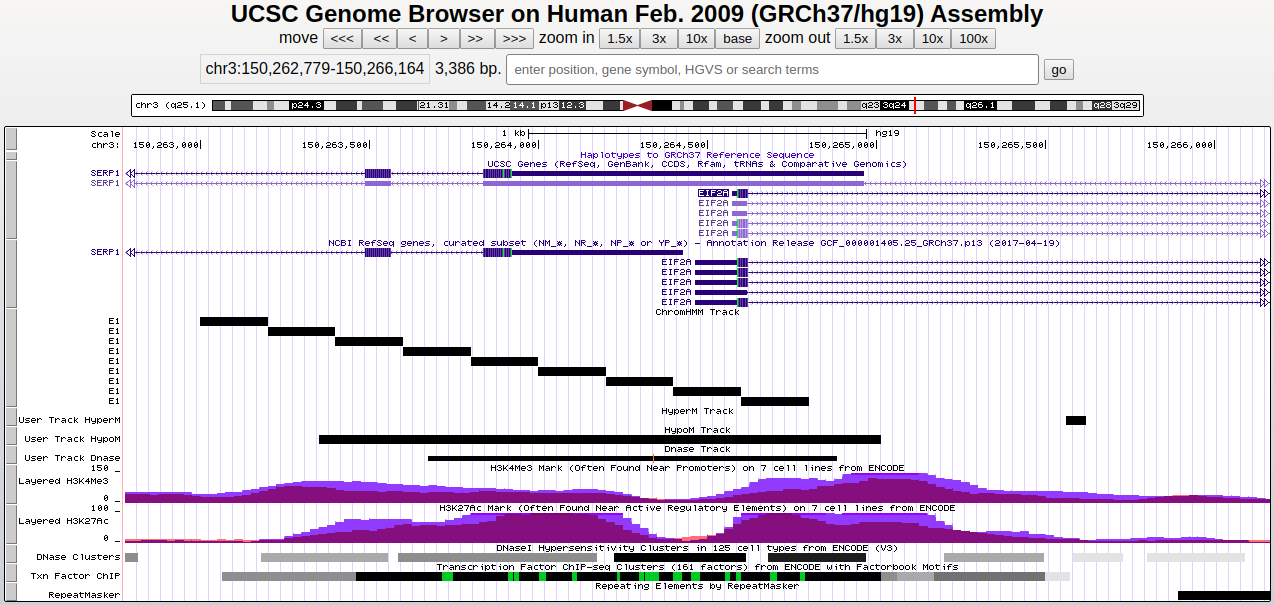 UCSC Genome Browser on Human Feb. 2009 (GRCh37/hg19) Assembly
move <<< << < > >> >>> zoom in 1.5x 3x 10x base zoom out 1.5x 3x 10x 100x
chr3:150,262,779-150,266,164 3,386 bp. enter position, gene symbol, HGVS or search terms go
chr3 (q25.1) p24.3 21.31 14.2 14.1 p13 12.3 q23 3q24 q26.1 q28 3q29
Scale 1 kb hg19
chr3: 150,263,000 150,263,500 150,264,000 150,264,500 150,265,000 150,265,500 150,266,000
Haplotypes to GRCh37 Reference Sequence
UCSC Genes (RefSeq, GenBank, CCDS, Rfam, tRNAs & Comparative Genomics)
SERP1
SERP1
EIF2A
EIF2A
EIF2A
EIF2A
EIF2A
NCBI RefSeq genes, curated subset (NM_*, NR_*, NP_* or YP_*) - Annotation Release GCF_000001405.25_GRCh37.p13 (2017-04-19)
SERP1
EIF2A
EIF2A
EIF2A
EIF2A
EIF2A
ChromHMM Track
E1
E1
E1
E1
E1
E1
E1
E1
E1
HyperM Track
User Track HyperM
HypoM Track
User Track HypoM
Dnase Track
User Track Dnase
H3K4Me3 Mark (Often Found Near Promoters) on 7 cell lines from ENCODE
150 _
Layered H3K4Me3
0 _
H3K27Ac Mark (Often Found Near Active Regulatory Elements) on 7 cell lines from ENCODE
100 _
Layered H3K27Ac
0 _
DNaseI Hypersensitivity Clusters in 125 cell types from ENCODE (V3)
DNase Clusters
Transcription Factor ChIP-seq Clusters (161 factors) from ENCODE with Factorbook Motifs
Txn Factor ChIP
Repeating Elements by RepeatMasker
RepeatMasker